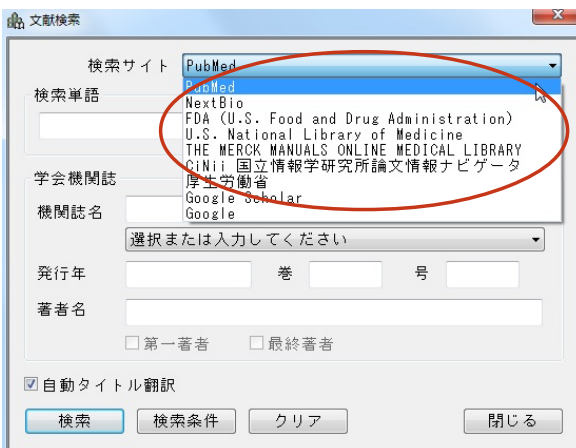 文献検索
検索サイト PubMed
検索単語
PubMed
NextBio
FDA (U.S. Food and Drug Administration)
U.S. National Library of Medicine
THE MERCK MANUALS ONLINE MEDICAL LIBRARY
CiNii 国立情報学研究所論文情報ナビゲータ
厚生労働省
Google Scholar
Google
学会機関誌
機関誌名
選択または入力してください
発行年 巻 号
著者名
第一著者 最終著者
自動タイトル翻訳
検索 検索条件 クリア 閉じる